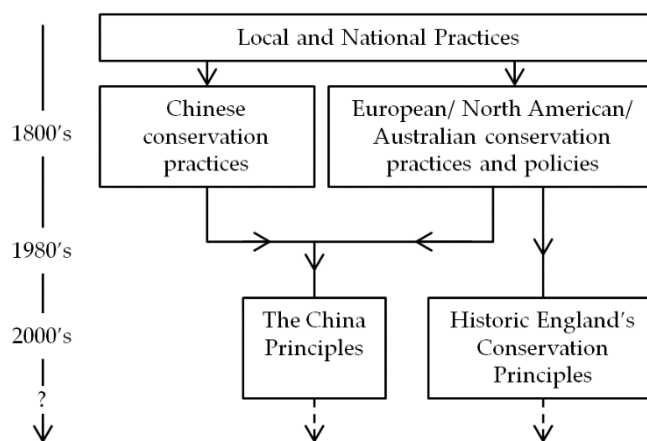 Local and National Practices
Chinese
conservation
practices
European/ North American/
Australian conservation
practices and policies
1800's
1980's
2000's
?
The China
Principles
Historic England's
Conservation
Principles